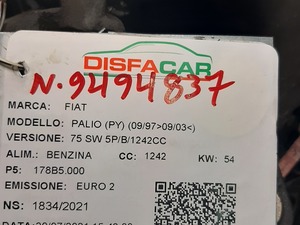 DISFACAR
N.9494837
MARCA: FIAT
MODELLO: PALIO (PY) (09/97>09/03<)
VERSIONE: 75 SW 5P/B/1242CC
ALIM.: BENZINA CC: 1242 KW: 54
P5: 178B5.000
EMISSIONE: EURO 2
NS: 1834/2021